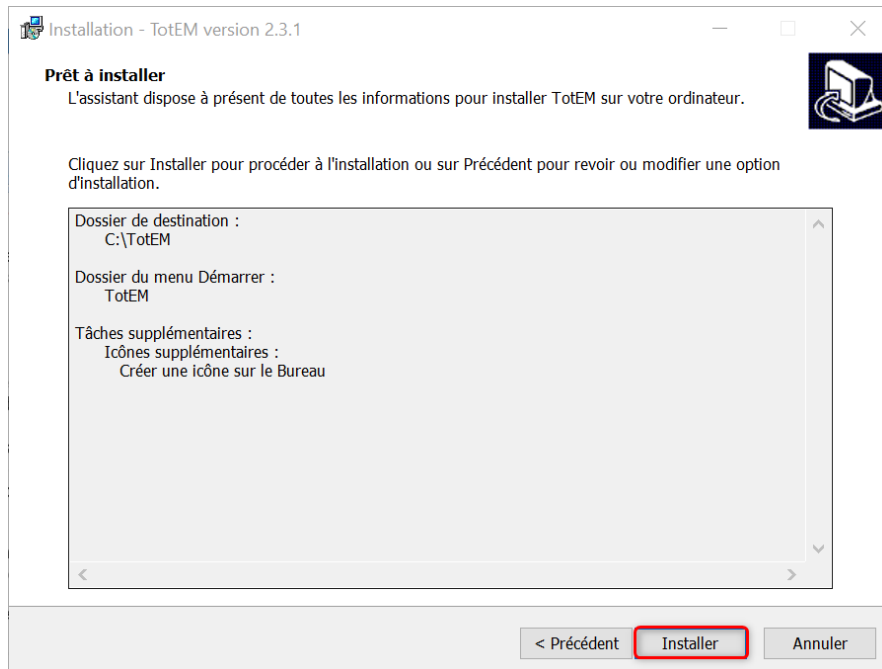 Installation - TotEM version 2.3.1
Prêt à installer
L'assistant dispose à présent de toutes les informations pour installer TotEM sur votre ordinateur.
Cliquez sur Installer pour procéder à l'installation ou sur Précédent pour revoir ou modifier une option
d'installation.
Dossier de destination :
C:\TotEM
Dossier du menu Démarrer :
TotEM
Tâches supplémentaires :
Icônes supplémentaires :
Créer une icône sur le Bureau
< Précédent Installer Annuler